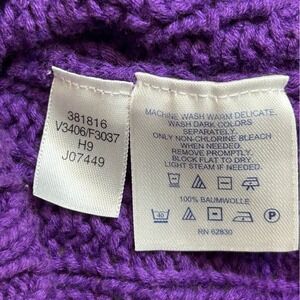 381816
V3406/F3037
H9
J07449
MACHINE WASH WARM DELICATE.
WASH DARK COLORS
SEPARATELY.
ONLY NON-CHLORINE BLEACH
WHEN NEEDED.
REMOVE PROMPTLY.
BLOCK FLAT TO DRY.
LIGHT STEAM IF NEEDED.
100% BAUMWOLLE
40
P
RN 62830